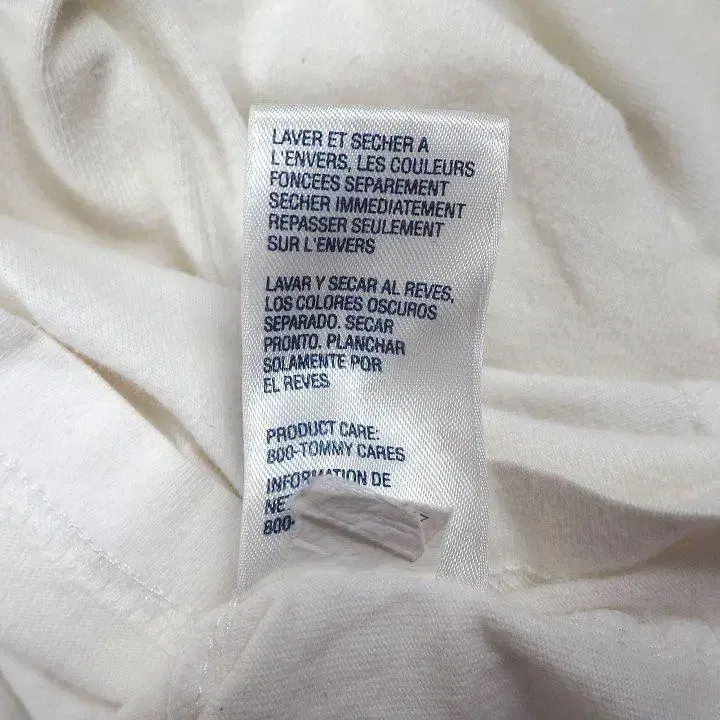 LAVER ET SECHER A
L'ENVERS, LES COULEURS
FONCEES SEPAREMENT
SECHER IMMEDIATEMENT
REPASSER SEULEMENT
SUR L'ENVERS
LAVAR Y SECAR AL REVES,
LOS COLORES OSCUROS
SEPARADO. SECAR
PRONTO. PLANCHAR
SOLAMENTE POR
EL REVES
PRODUCT CARE:
800-TOMMY CARES
INFORMATION DE
800-